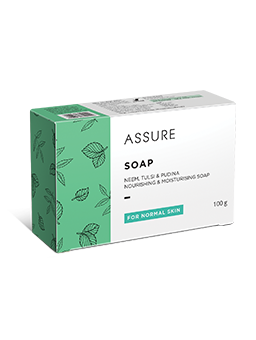 ASSURE
SOAP
NEEM, TULSI & PUDINA
NOURISHING & MOISTURISING SOAP
FOR NORMAL SKIN
100 g